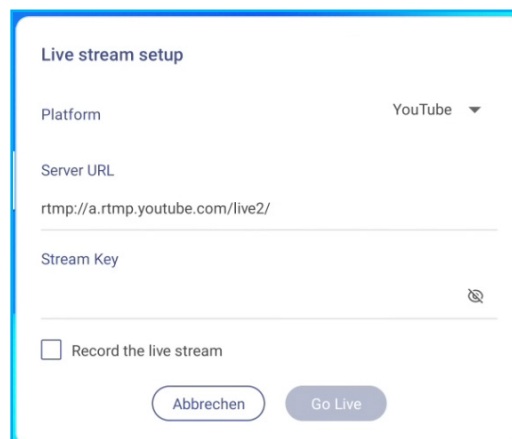 Live stream setup
Platform
YouTube
Server URL
rtmp://a.rtmp.youtube.com/live2/
Stream Key
Record the live stream
Abbrechen
Go Live